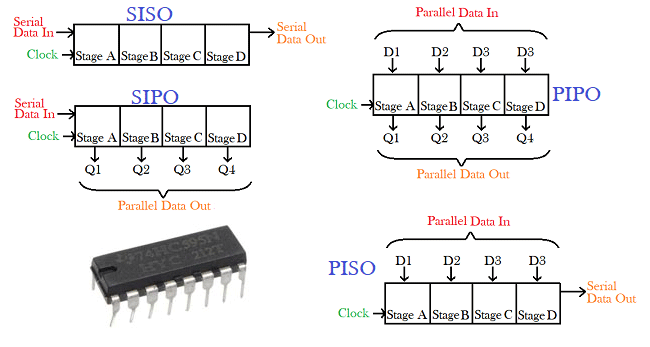 SISO
Serial
Data In
Clock
Stage A Stage B Stage C Stage D
Serial
Data Out
SIPO
Serial
Data In
Clock
Stage A Stage B Stage C Stage D
Q1 Q2 Q3 Q4
Parallel Data Out
Parallel Data In
D1 D2 D3 D3
PIPO
Clock
Stage A Stage B Stage C Stage D
Q1 Q2 Q3 Q4
Parallel Data Out
Parallel Data In
D1 D2 D3 D3
PISO
Clock
Stage A Stage B Stage C Stage D
Serial
Data Out